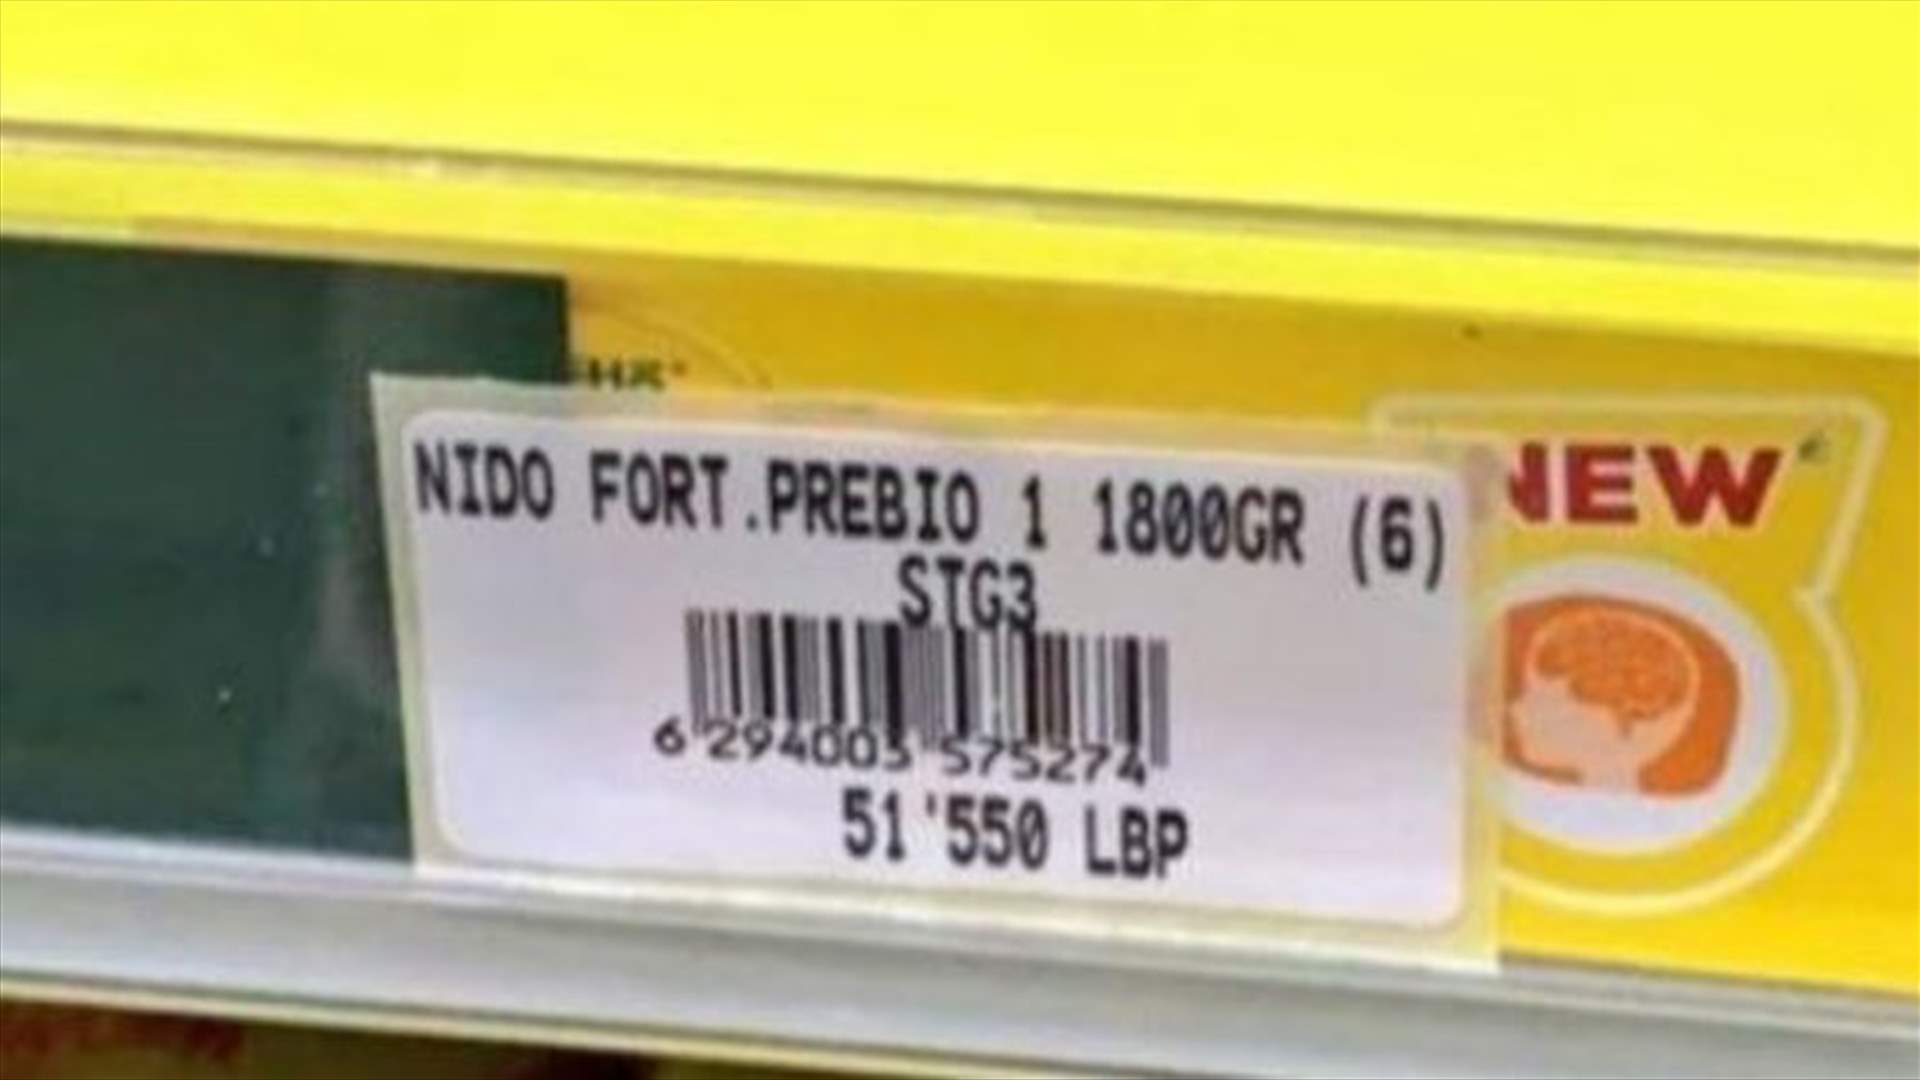 NIDO FORT.PREBIO 1 1800GR (6)
STG3
6 294003 575274
51'550 LBP
NEW